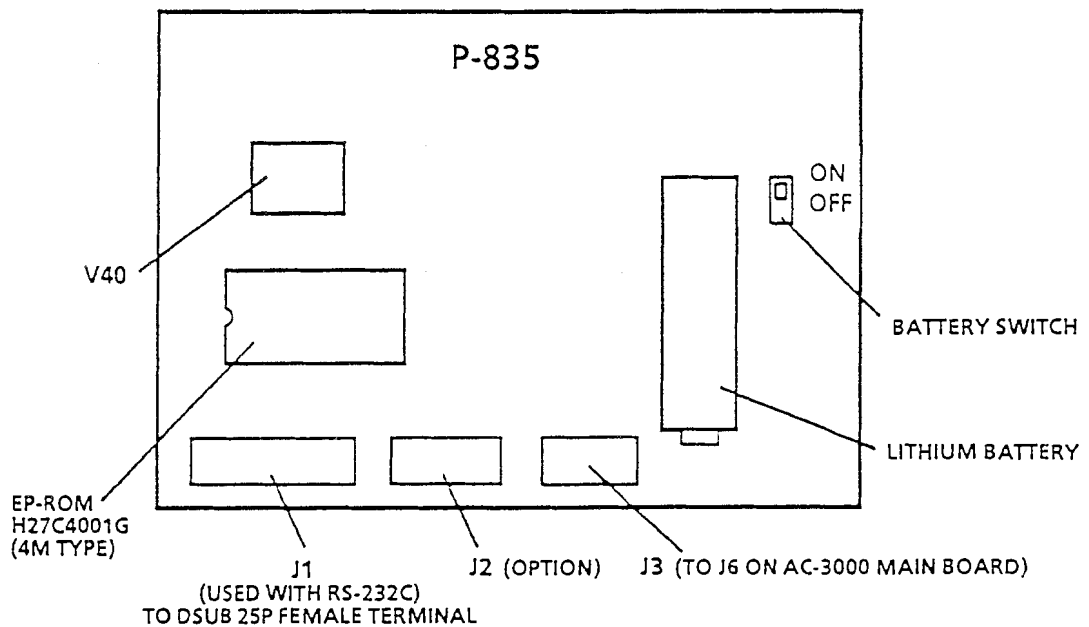 P-835
ON
OFF
V40
BATTERY SWITCH
LITHIUM BATTERY
EP-ROM
H27C4001G
(4M TYPE)
J1
(USED WITH RS-232C)
TO DSUB 25P FEMALE TERMINAL
J2 (OPTION)
J3 (TO J6 ON AC-3000 MAIN BOARD)